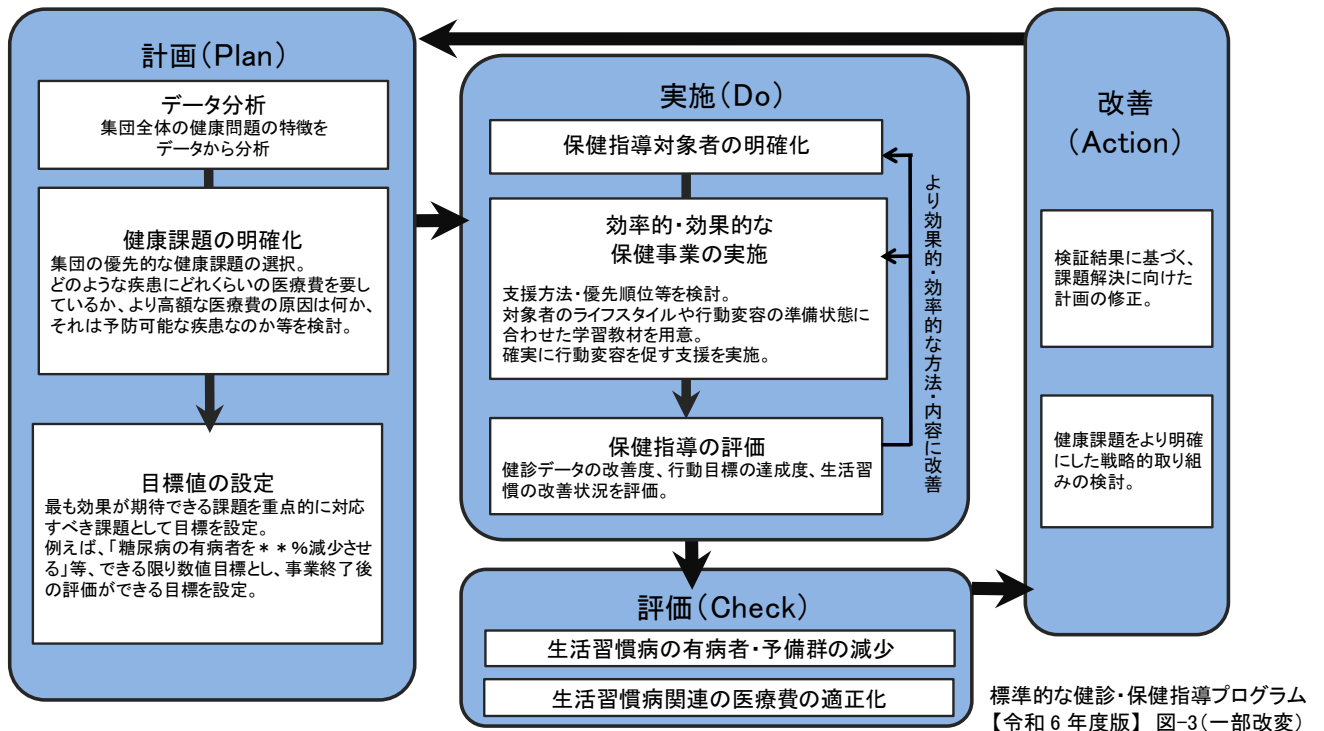 計画(Plan)
データ分析
集団全体の健康問題の特徴を
データから分析
健康課題の明確化
集団の優先的な健康課題の選択。
どのような疾患にどれくらいの医療費を要し
ているか、より高額な医療費の原因は何か、
それは予防可能な疾患なのか等を検討。
目標値の設定
最も効果が期待できる課題を重点的に対応
すべき課題として目標を設定。
例えば、「糖尿病の有病者を**%減少させ
る」等、できる限り数値目標とし、事業終了後
の評価ができる目標を設定。
実施(Do)
保健指導対象者の明確化
効率的・効果的な
保健事業の実施
支援方法・優先順位等を検討。
対象者のライフスタイルや行動変容の準備状態に
合わせた学習教材を用意。
確実に行動変容を促す支援を実施。
保健指導の評価
健診データの改善度、行動目標の達成度、生活習
慣の改善状況を評価。
より効果的・効率的な方法・内容に改善
評価(Check)
生活習慣病の有病者・予備群の減少
生活習慣病関連の医療費の適正化
改善
(Action)
検証結果に基づく、
課題解決に向けた
計画の修正。
健康課題をより明確
にした戦略的取り組
みの検討。
標準的な健診・保健指導プログラム
【令和6年度版】 図-3(一部改変)